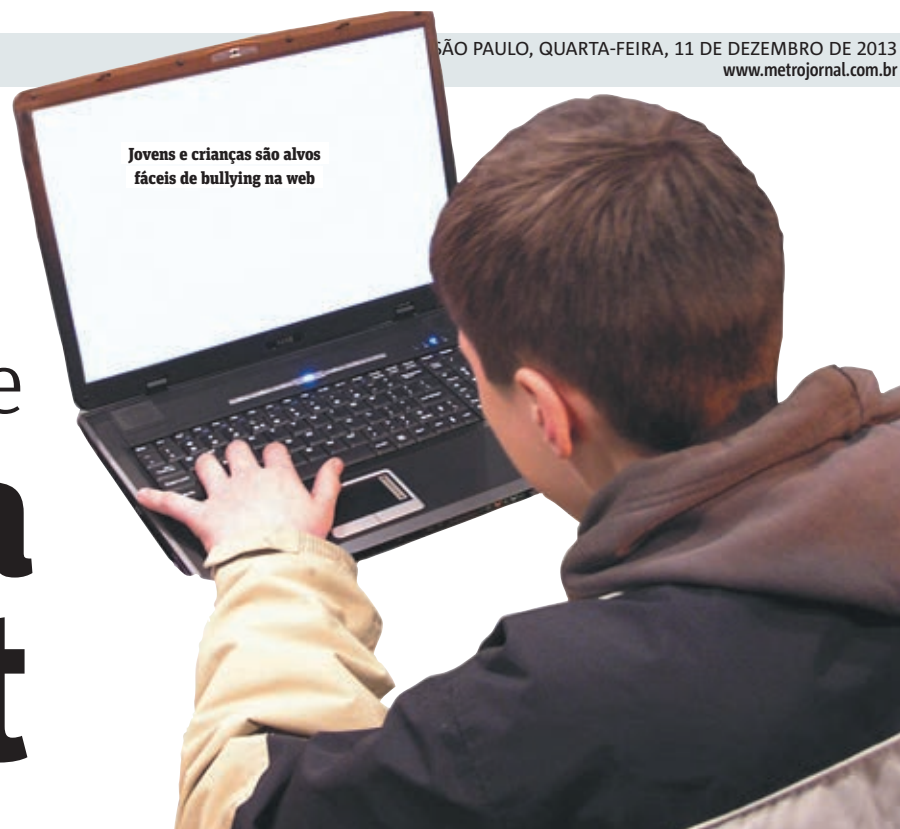 SÃO PAULO, QUARTA-FEIRA, 11 DE DEZEMBRO DE 2013
www.metrojornal.com.br
Jovens e crianças são alvos
fáceis de bullying na web
e
a
t